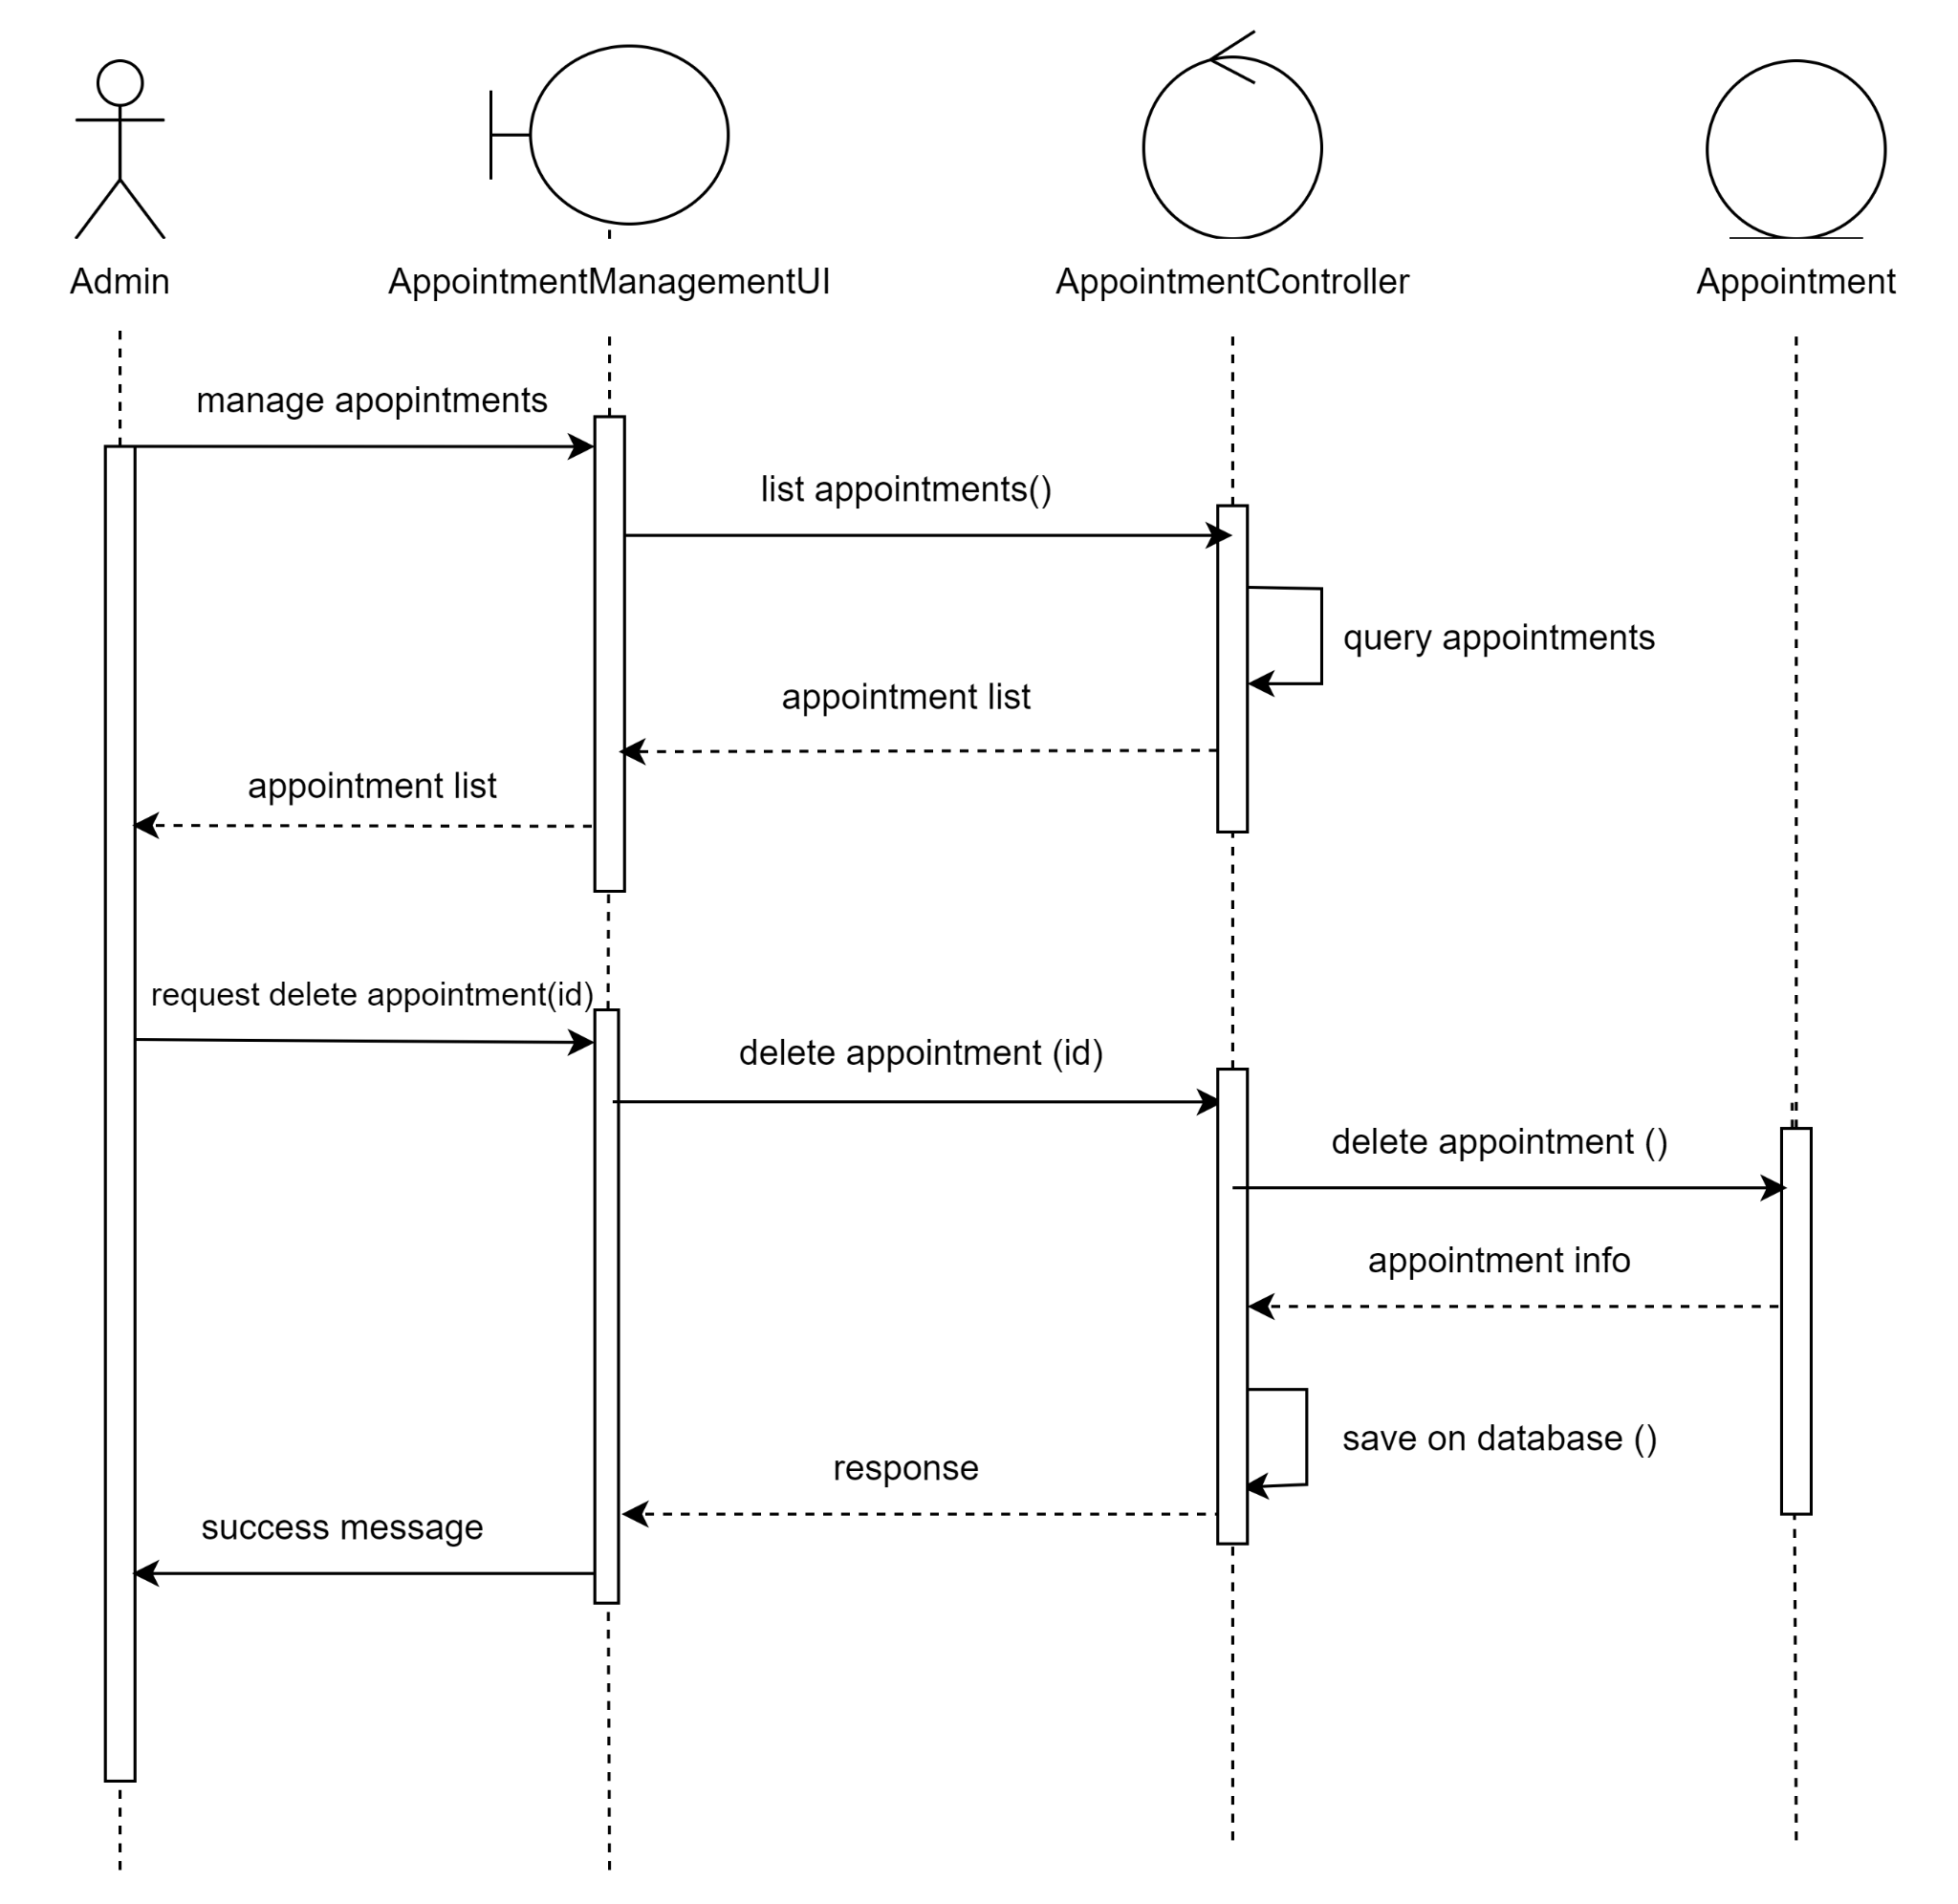 Admin
AppointmentManagementUI
AppointmentController
Appointment
manage apopintments
list appointments()
query appointments
appointment list
appointment list
request delete appointment(id)
delete appointment (id)
delete appointment ()
appointment info
save on database ()
response
success message